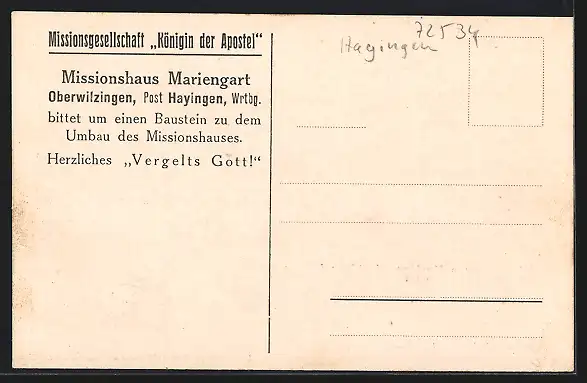 Missionsgesellschaft „Königin der Apostel“
Missionshaus Mariengart
Oberwilzingen, Post Hayingen, Wrtbg.
bittet um einen Baustein zu dem
Umbau des Missionshauses.
Herzliches „Vergelts Gott!“
72534
Hayingen